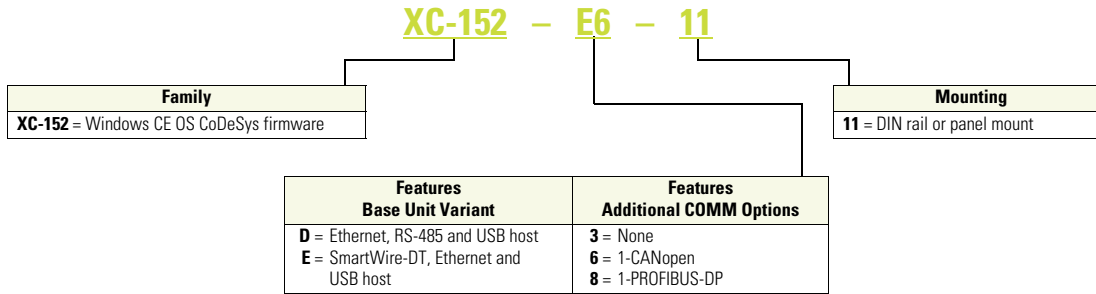 XC-152 – E6 – 11
Family
XC-152 = Windows CE OS CoDeSys firmware
Mounting
11 = DIN rail or panel mount
Features
Base Unit Variant
D = Ethernet, RS-485 and USB host
E = SmartWire-DT, Ethernet and
USB host
Features
Additional COMM Options
3 = None
6 = 1-CANopen
8 = 1-PROFIBUS-DP